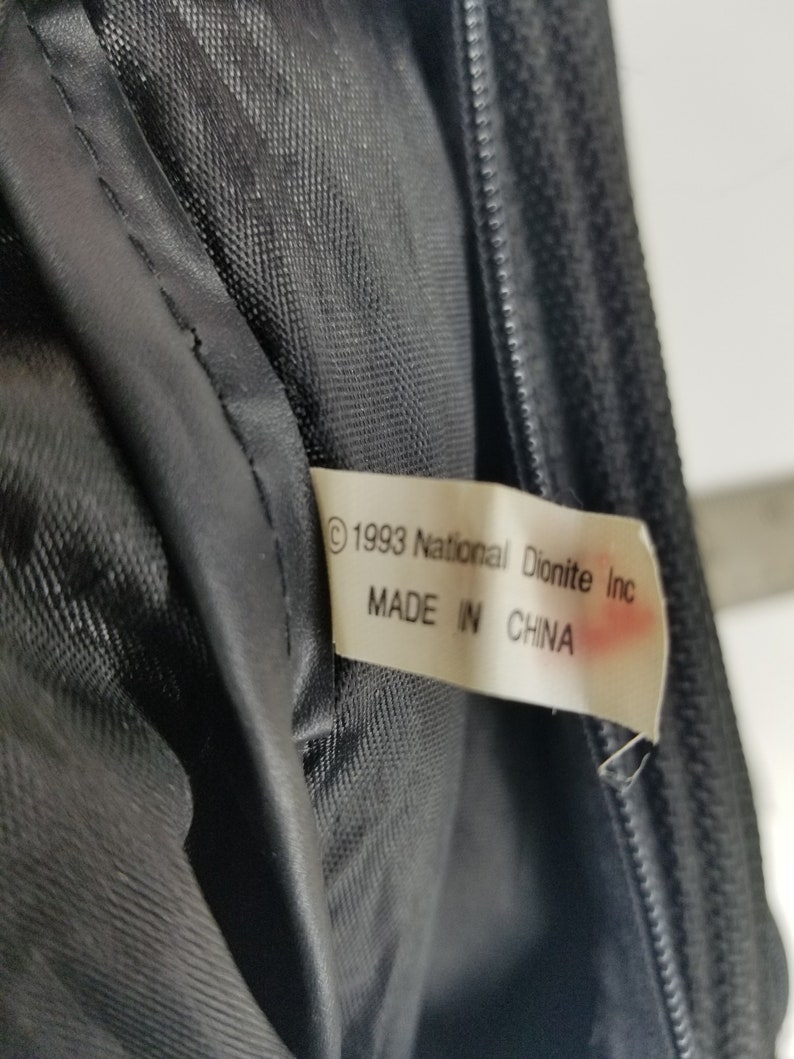 © 1993 National Dionite Inc
MADE IN CHINA